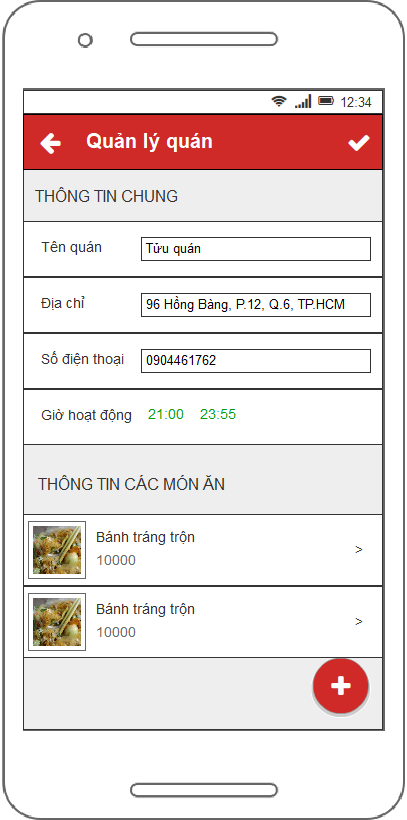 12:34
Quản lý quán
THÔNG TIN CHUNG
Tên quán Tửu quán
Địa chỉ 96 Hồng Bàng, P.12, Q.6, TP.HCM
Số điện thoại 0904461762
Giờ hoạt động 21:00 23:55
THÔNG TIN CÁC MÓN ĂN
Bánh tráng trộn
10000 >
Bánh tráng trộn
10000 >